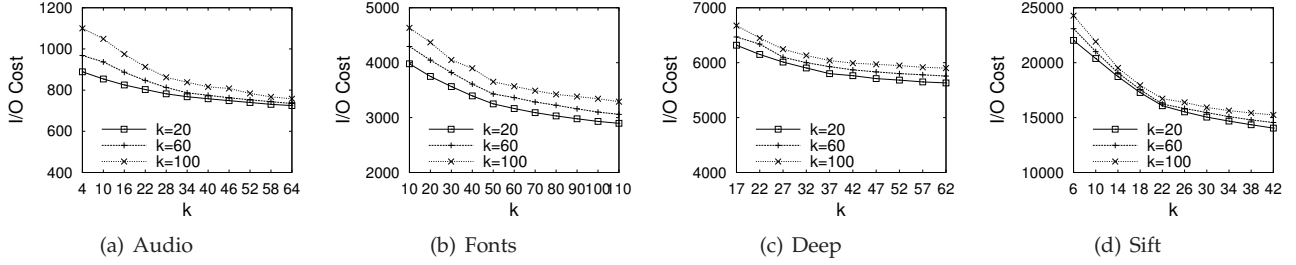 1200
1000
800
600
400
I/O Cost
k=20
k=60
k=100
4 10 16 22 28 34 40 46 52 58 64
k
(a) Audio
5000
4000
3000
2000
I/O Cost
k=20
k=60
k=100
10 20 30 40 50 60 70 80 90 100 110
k
(b) Fonts
7000
6000
5000
4000
I/O Cost
k=20
k=60
k=100
17 22 27 32 37 42 47 52 57 62
k
(c) Deep
25000
20000
15000
10000
I/O Cost
k=20
k=60
k=100
6 10 14 18 22 26 30 34 38 42
k
(d) Sift